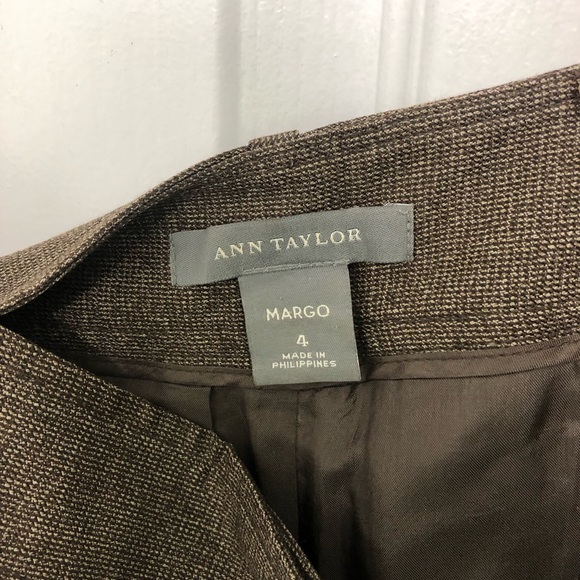 ANN TAYLOR
MARGO
4
MADE IN
PHILIPPINES